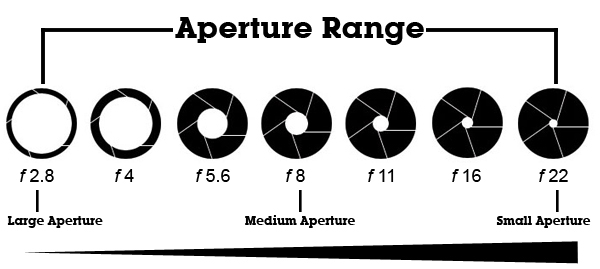 Aperture Range
f 2.8 f 4 f 5.6 f 8 f 11 f 16 f 22
Large Aperture Medium Aperture Small Aperture